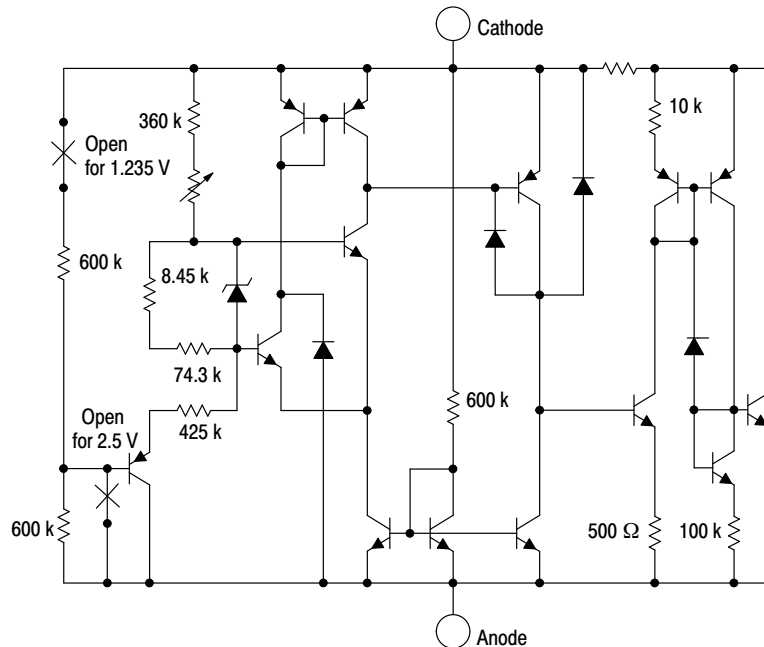 Cathode
360 k
Open
for 1.235 V
10 k
600 k
8.45 k
74.3 k
600 k
425 k
Open
for 2.5 V
600 k
500 Ω
100 k
Anode